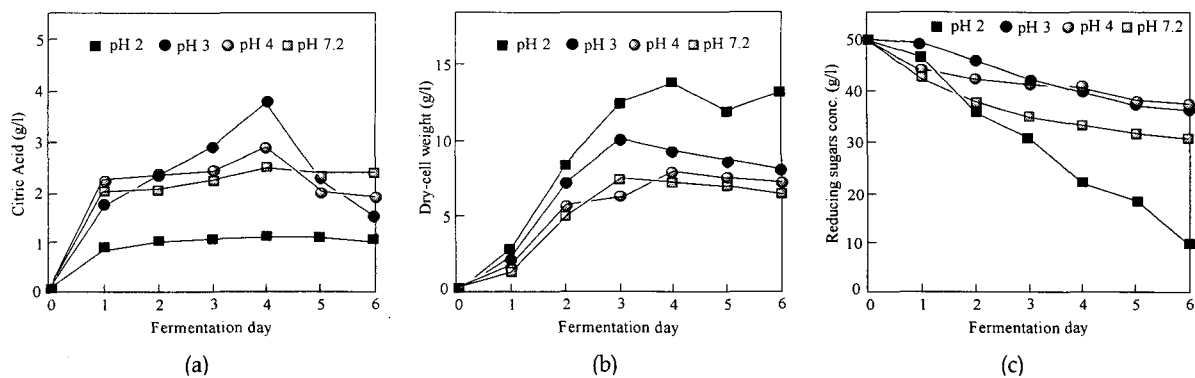 pH 2 pH 3 pH 4 pH 7.2
5
4
3
2
1
0
Citric Acid (g/l)
0 1 2 3 4 5 6
Fermentation day
(a)
pH 2 pH 3 pH 4 pH 7.2
15
10
5
0
Dry-cell weight (g/l)
0 1 2 3 4 5 6
Fermentation day
(b)
pH 2 pH 3 pH 4 pH 7.2
50
40
30
20
10
0
Reducing sugars conc. (g/l)
0 1 2 3 4 5 6
Fermentation day
(c)